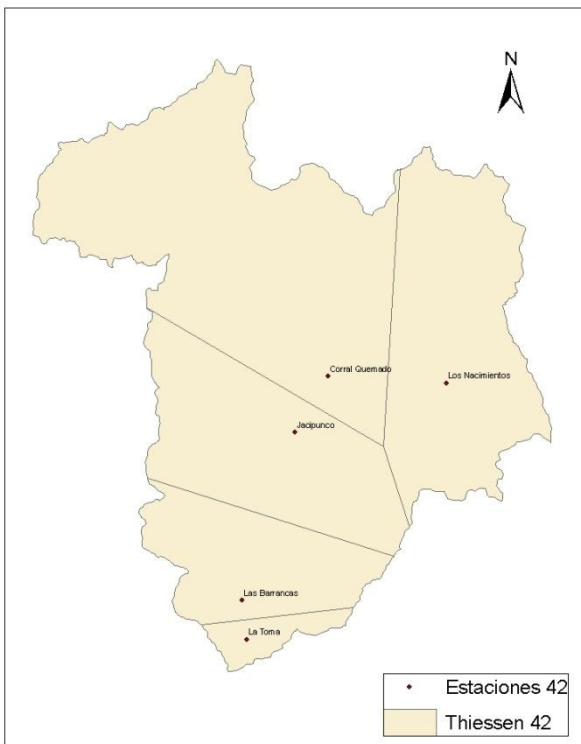 N
Corral Quemado
Los Nacimientos
Jacipunco
Las Barrancas
La Toma
Estaciones 42
Thiessen 42